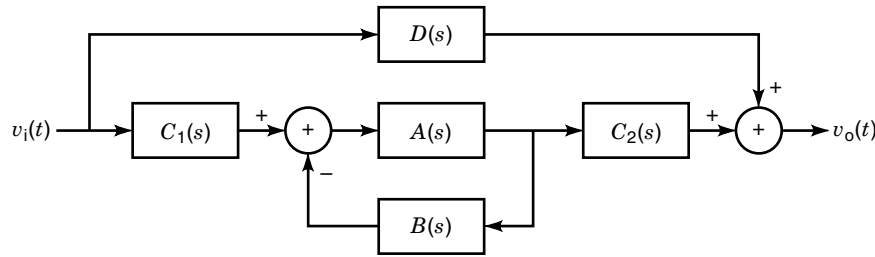 D(s)
+
v_i(t) C_1(s) + + A(s) C_2(s) + + v_o(t)
−
B(s)